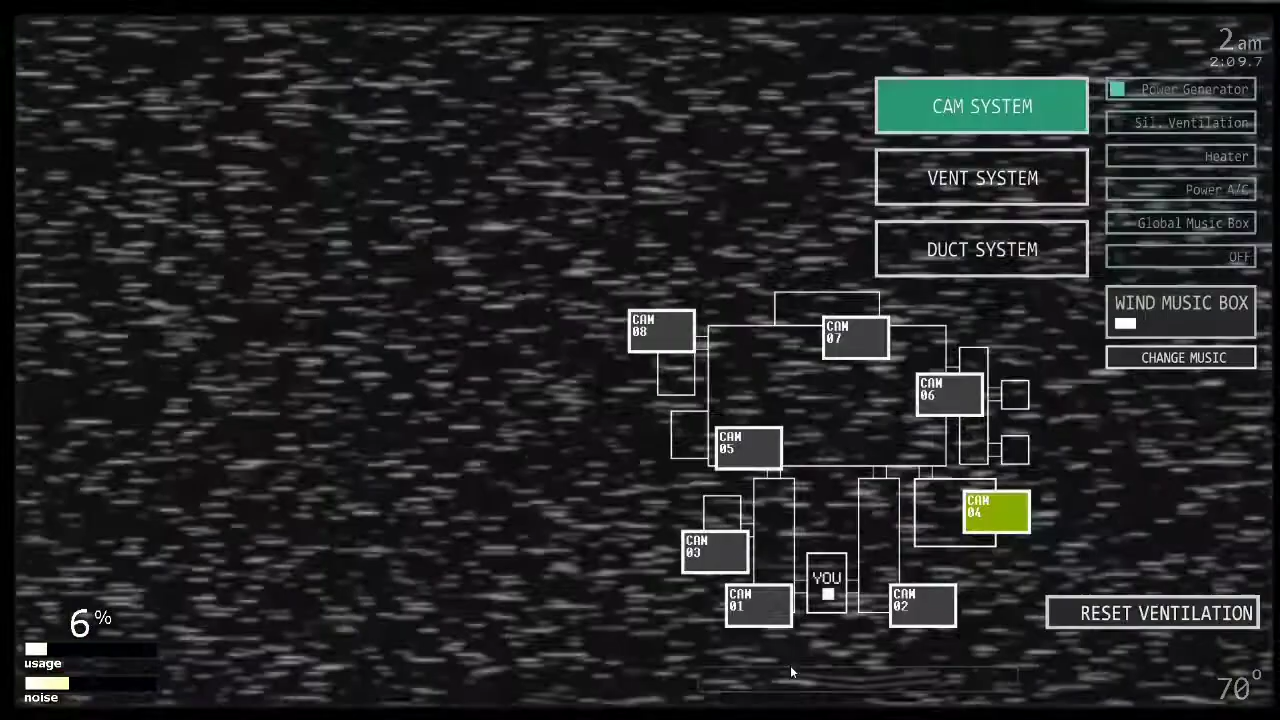 2 am
2:09.7
CAM SYSTEM
Power Generator
Sil. Ventilation
VENT SYSTEM
Heater
Power A/C
DUCT SYSTEM
Global Music Box
OFF
WIND MUSIC BOX
CHANGE MUSIC
CAM
08
CAM
07
CAM
06
CAM
05
CAM
04
CAM
03
YOU
CAM
01
CAM
02
RESET VENTILATION
6%
usage
noise
70°